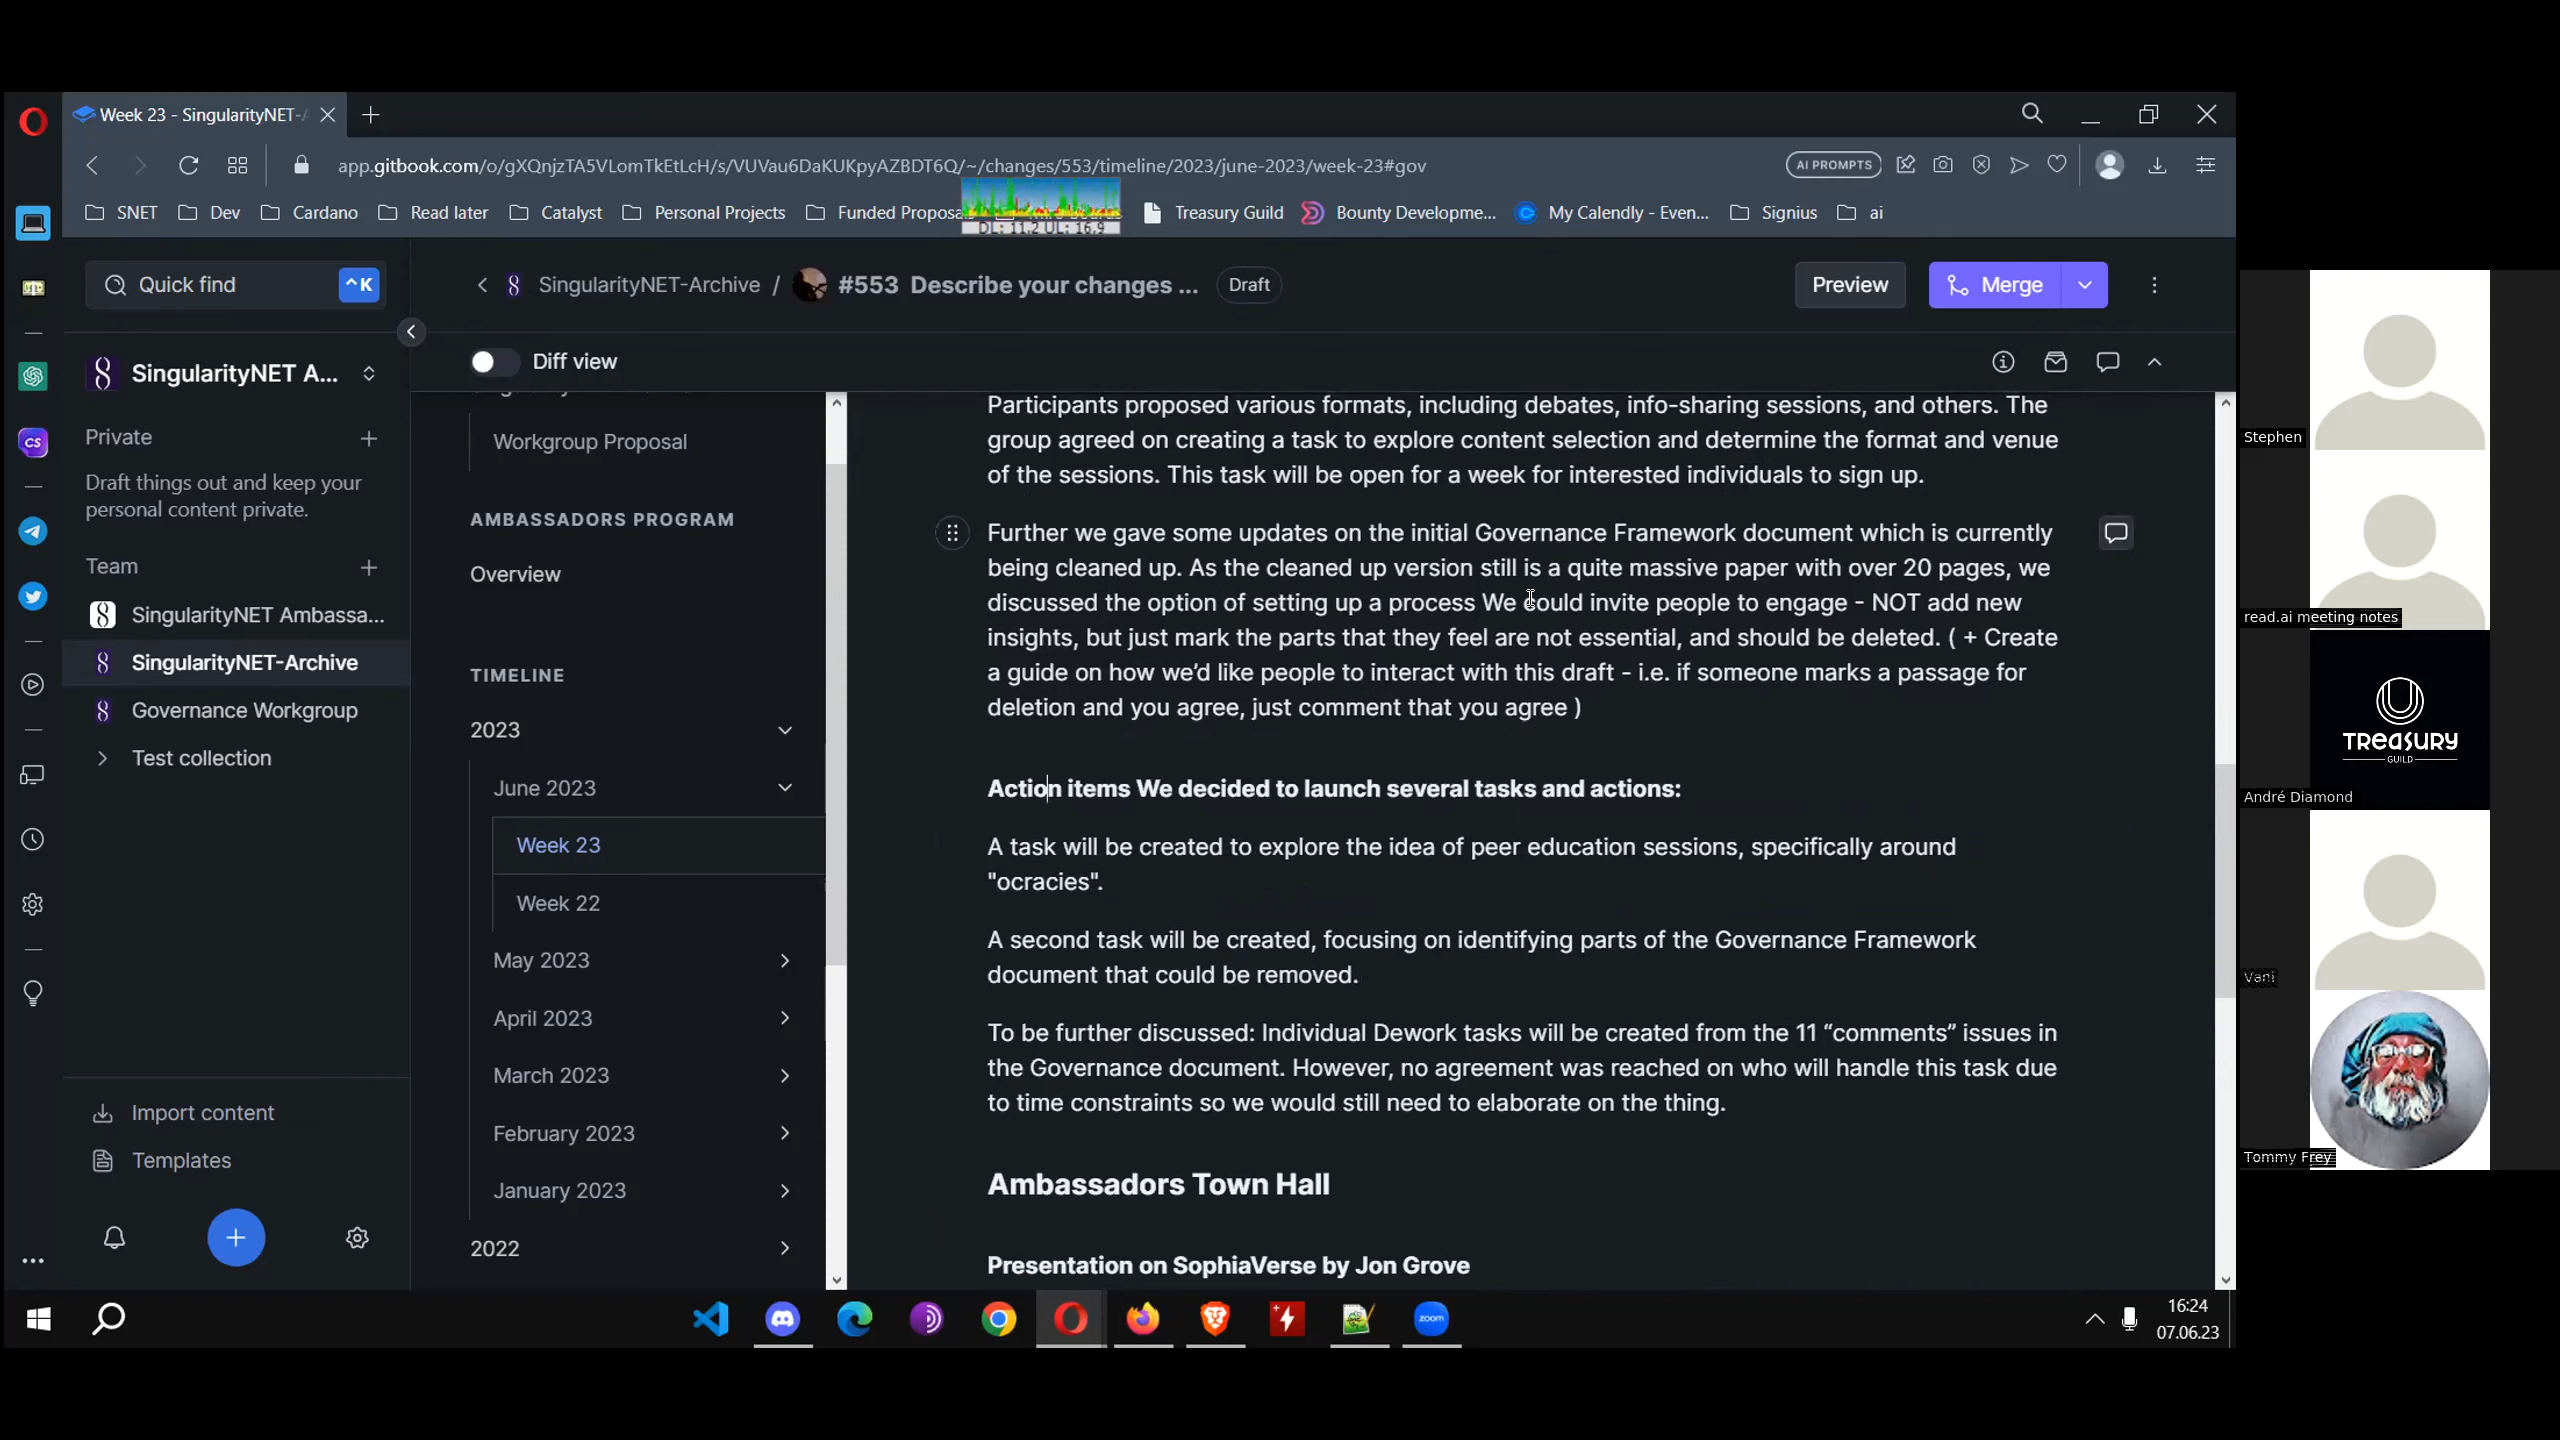 Week 23 - SingularityNET-A
app.gitbook.com/o/gXQnjzTA5VLomTkEtLcH/s/VUVau6DaKUKpyAZBDT6Q/~/changes/553/timeline/2023/june-2023/week-23#gov
AI PROMPTS
SNET
Dev
Cardano
Read later
Catalyst
Personal Projects
Funded Proposa
DL: 11.2 UL: 16.9
Treasury Guild
Bounty Developme...
My Calendly - Even...
Signius
ai
Quick find
^K
SingularityNET-Archive / #553 Describe your changes ...
Draft
Preview
Merge
SingularityNET A...
Diff view
Private
Draft things out and keep your
personal content private.
Team
SingularityNET Ambassa...
SingularityNET-Archive
Governance Workgroup
Test collection
Import content
Templates
Workgroup Proposal
AMBASSADORS PROGRAM
Overview
TIMELINE
2023
June 2023
Week 23
Week 22
May 2023
April 2023
March 2023
February 2023
January 2023
2022
Participants proposed various formats, including debates, info-sharing sessions, and others. The
group agreed on creating a task to explore content selection and determine the format and venue
of the sessions. This task will be open for a week for interested individuals to sign up.
Further we gave some updates on the initial Governance Framework document which is currently
being cleaned up. As the cleaned up version still is a quite massive paper with over 20 pages, we
discussed the option of setting up a process We could invite people to engage - NOT add new
insights, but just mark the parts that they feel are not essential, and should be deleted. ( + Create
a guide on how we’d like people to interact with this draft - i.e. if someone marks a passage for
deletion and you agree, just comment that you agree )
Action items We decided to launch several tasks and actions:
A task will be created to explore the idea of peer education sessions, specifically around
"ocracies".
A second task will be created, focusing on identifying parts of the Governance Framework
document that could be removed.
To be further discussed: Individual Dework tasks will be created from the 11 “comments” issues in
the Governance document. However, no agreement was reached on who will handle this task due
to time constraints so we would still need to elaborate on the thing.
Ambassadors Town Hall
Presentation on SophiaVerse by Jon Grove
CS
zoom
16:24
07.06.23
Stephen
read.ai meeting notes
TREASURY
GUILD
André Diamond
Vani
Tommy Frey